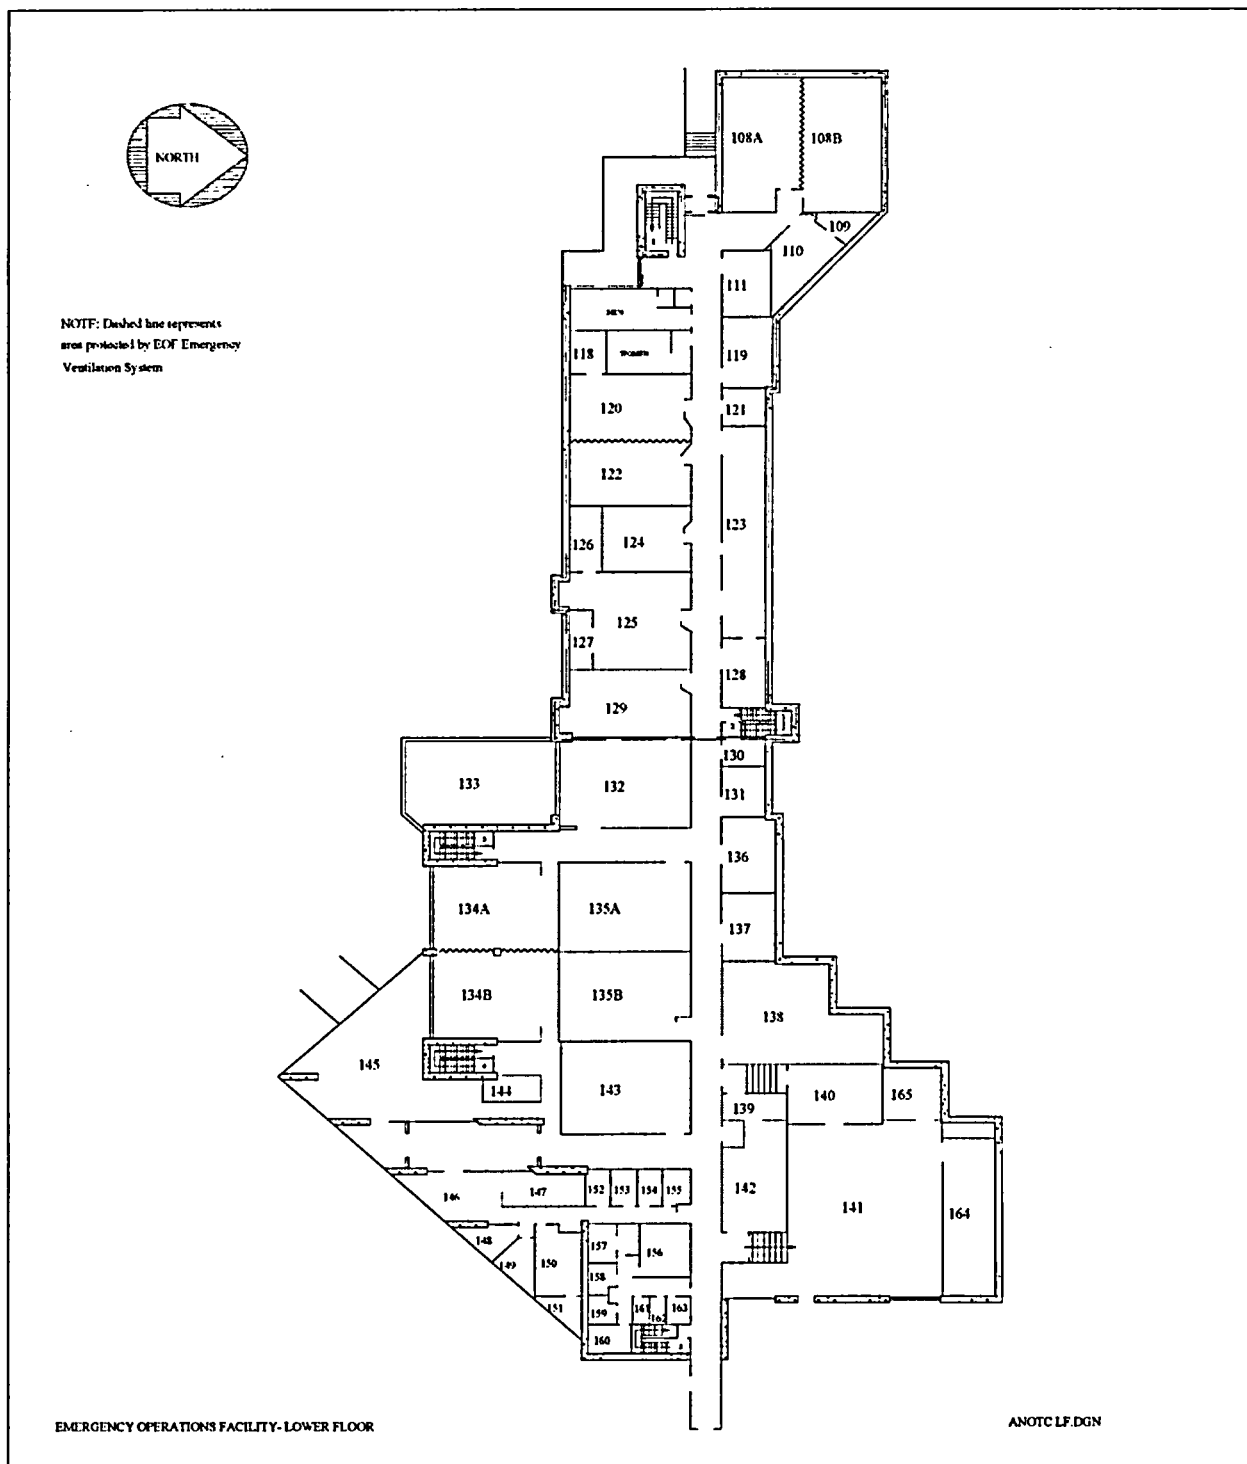 108A 108B
NORTH
109
110
111
NOTE: Dashed line represents
area protected by EOF Emergency
Ventilation System
MEN
118 WOMEN 119
120 121
122
123
126 124
125
127
128
129
130
133 132 131
136
134A 135A
137
134B 135B
138
145
144 143 140 165
139
146 147 152 153 154 155 142
141 164
148 157 156
149 150
158
151 159 161 162 163
160
EMERGENCY OPERATIONS FACILITY- LOWER FLOOR
ANOTC LF.DGN